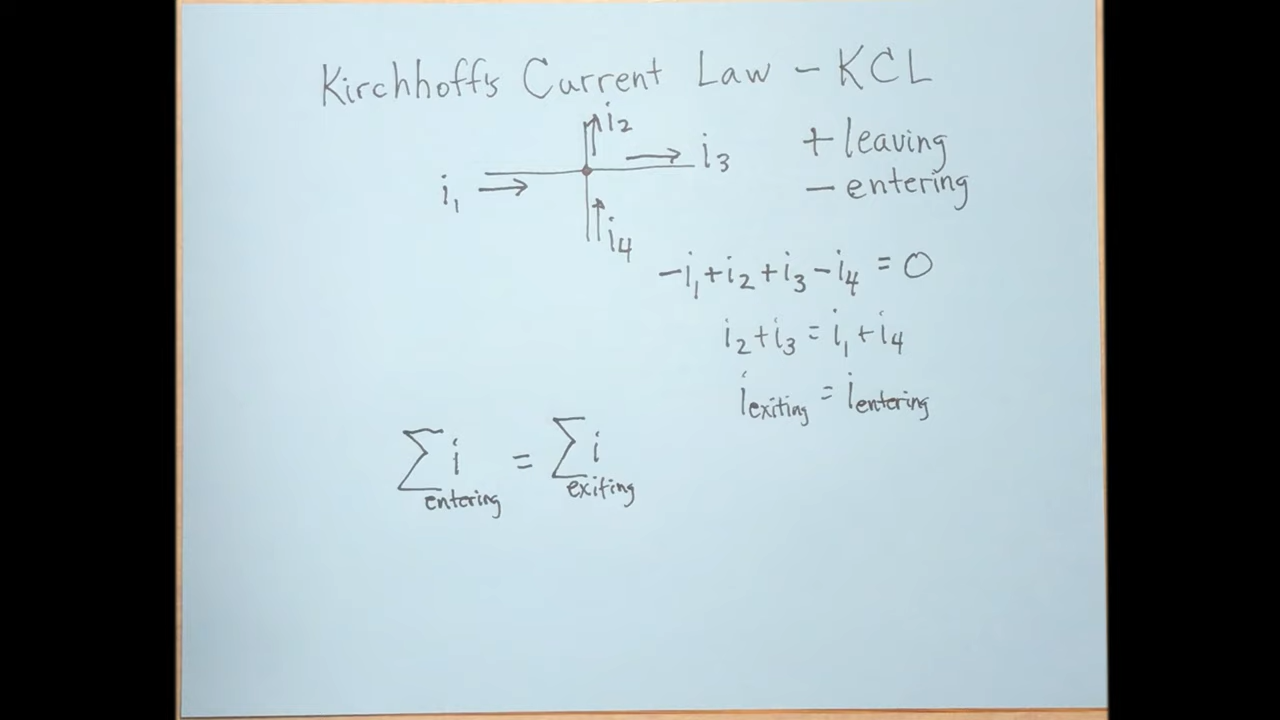 Kirchhoff's Current Law - KCL
i2
i3
+ leaving
i1
- entering
i4
-i1+i2+i3-i4 = 0
i2+i3 = i1+i4
iexiting = ientering
∑i = ∑i
entering exiting